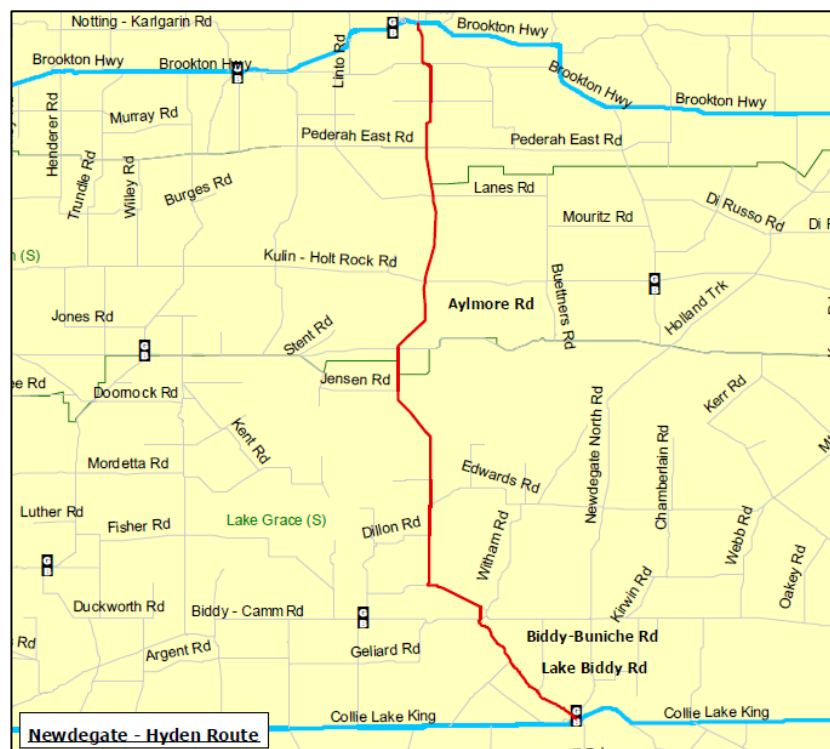 Notting - Karlgarin Rd
Brookton Hwy
Brookton Hwy
Brookton Hwy
Linto Rd
Brookton Hwy
Brookton Hwy
Henderer Rd
Murray Rd
Pederah East Rd
Pederah East Rd
Trundle Rd
Willey Rd
Burges Rd
Lanes Rd
Mouritz Rd
Di Russo Rd
Di R
(S)
Kulin - Holt Rock Rd
Buettners Rd
Aylmore Rd
Holland Trk
Jones Rd
Stent Rd
Jensen Rd
ee Rd
Doornock Rd
Kerr Rd
Kent Rd
Newdegate North Rd
Chamberlain Rd
Mordetta Rd
Edwards Rd
Luther Rd
Fisher Rd
Lake Grace (S)
Dillon Rd
Witham Rd
Webb Rd
Oakey Rd
Kirwin Rd
Duckworth Rd
Biddy - Camm Rd
s Rd
Argent Rd
Geliard Rd
Biddy-Buniche Rd
Lake Biddy Rd
Collie Lake King
Collie Lake King
Newdegate - Hyden Route